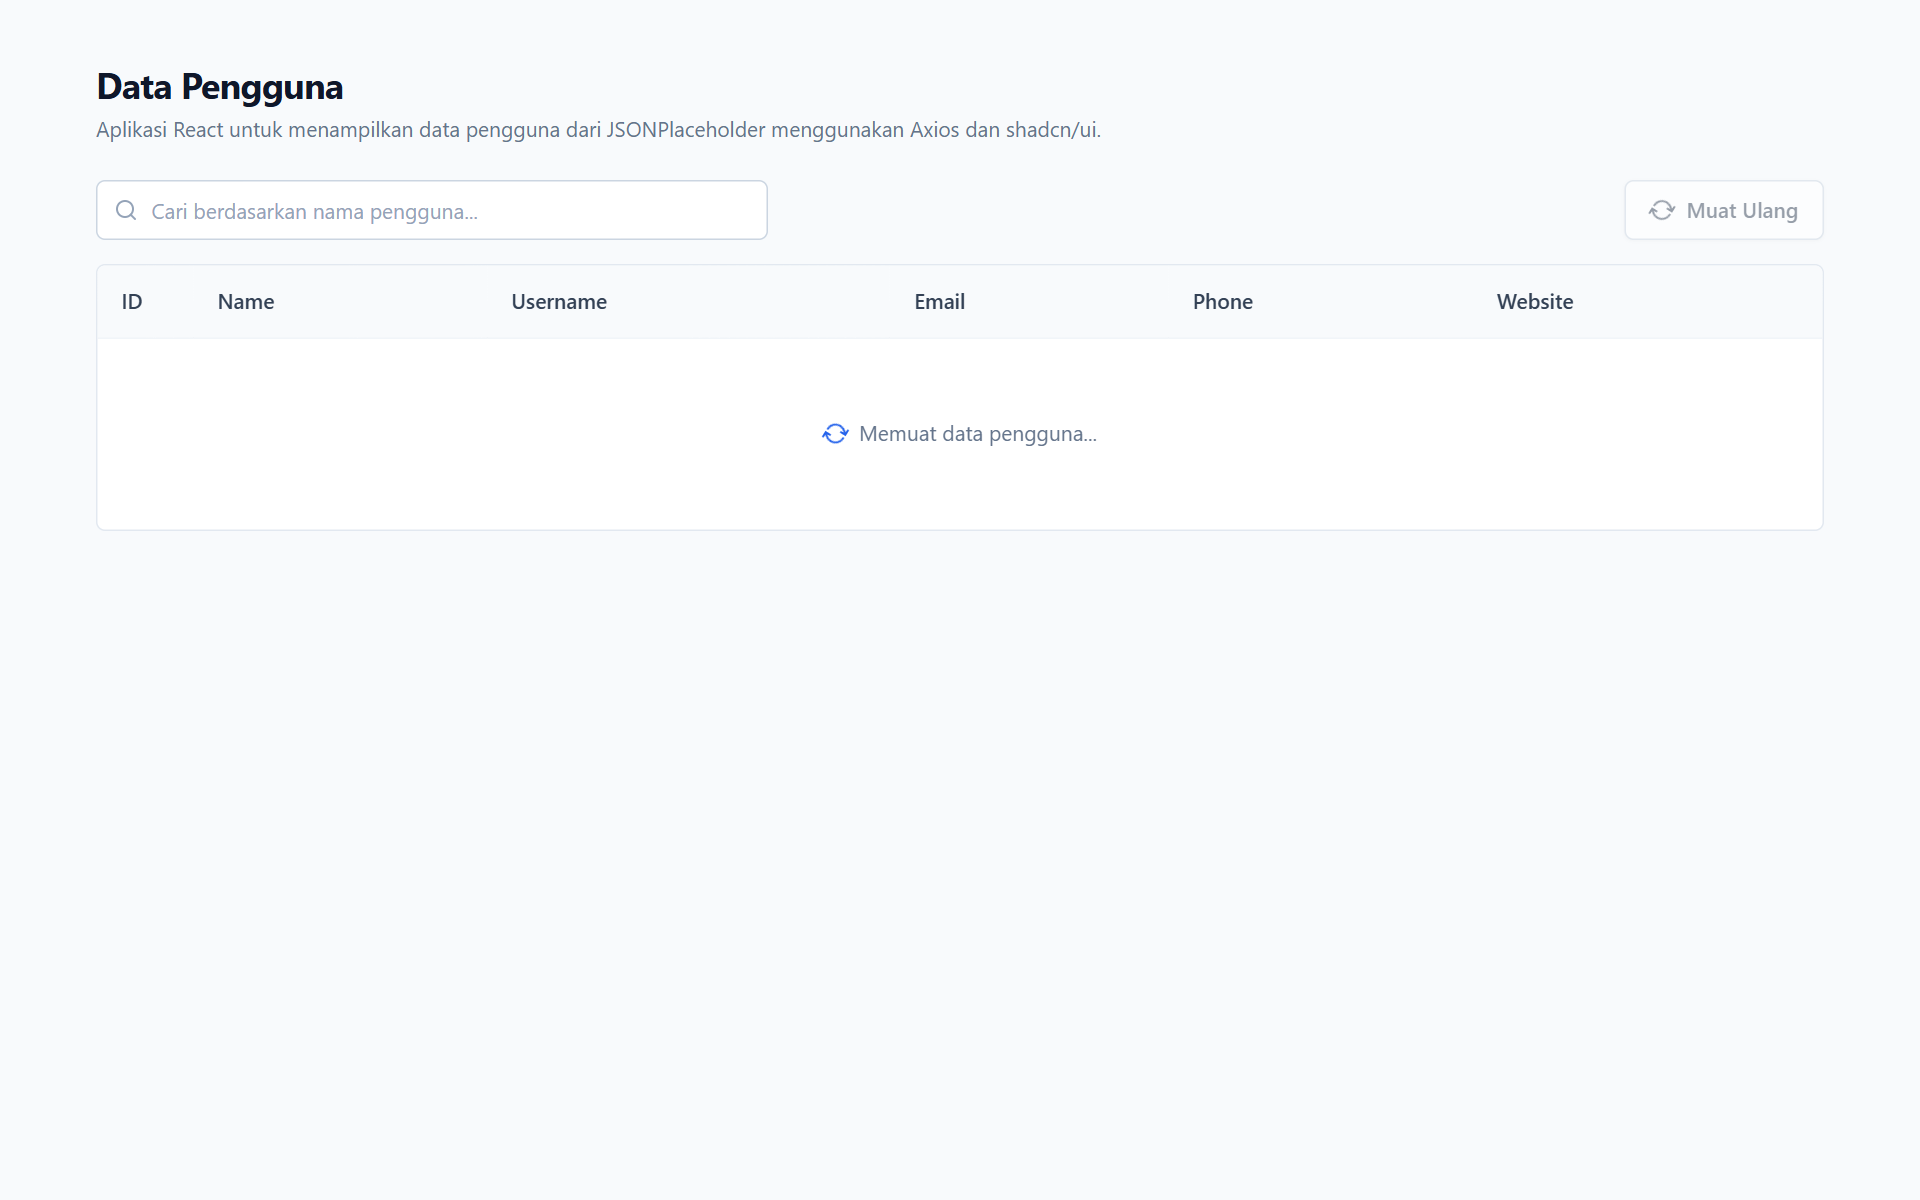 Data Pengguna
Aplikasi React untuk menampilkan data pengguna dari JSONPlaceholder menggunakan Axios dan shadcn/ui.
Cari berdasarkan nama pengguna...
Muat Ulang
ID Name Username Email Phone Website
Memuat data pengguna...